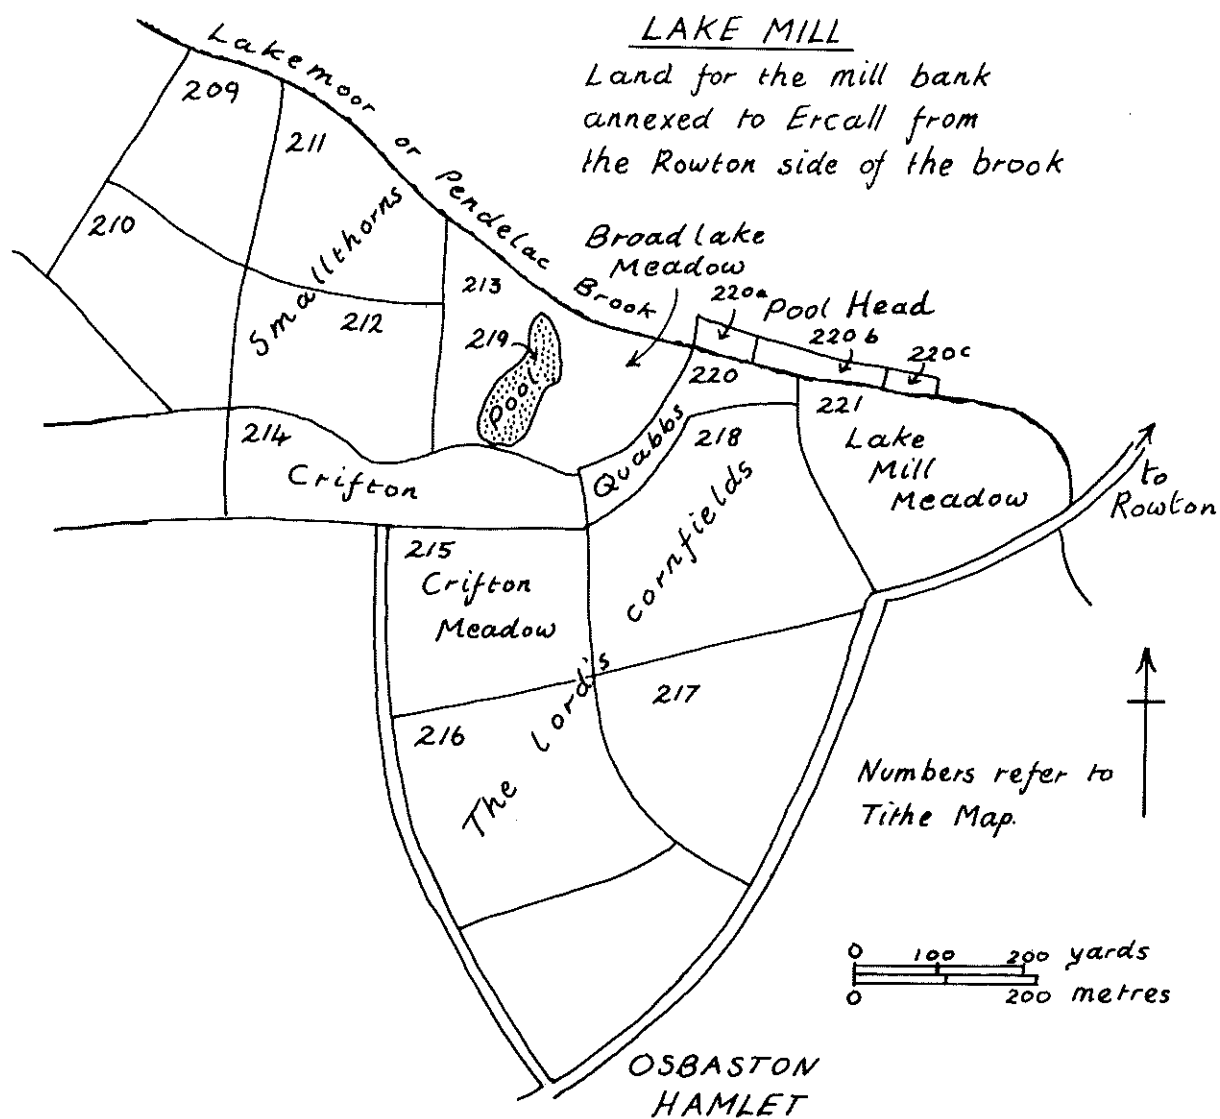 LAKE MILL
Land for the mill bank
annexed to Ercall from
the Rowton side of the brook
Lakemoor or Pendelac Brook
209
211
210
Smallthorns
212
213
Broad lake
Meadow
219
Pool
220a
Pool Head
220b
220c
220
Quabbs
221
Lake
Mill
Meadow
to
Rowton
214
Crifton
218
215
Crifton
Meadow
The lord's cornfields
216
217
Numbers refer to
Tithe Map.
0 100 200 yards
0 200 metres
OSBASTON
HAMLET